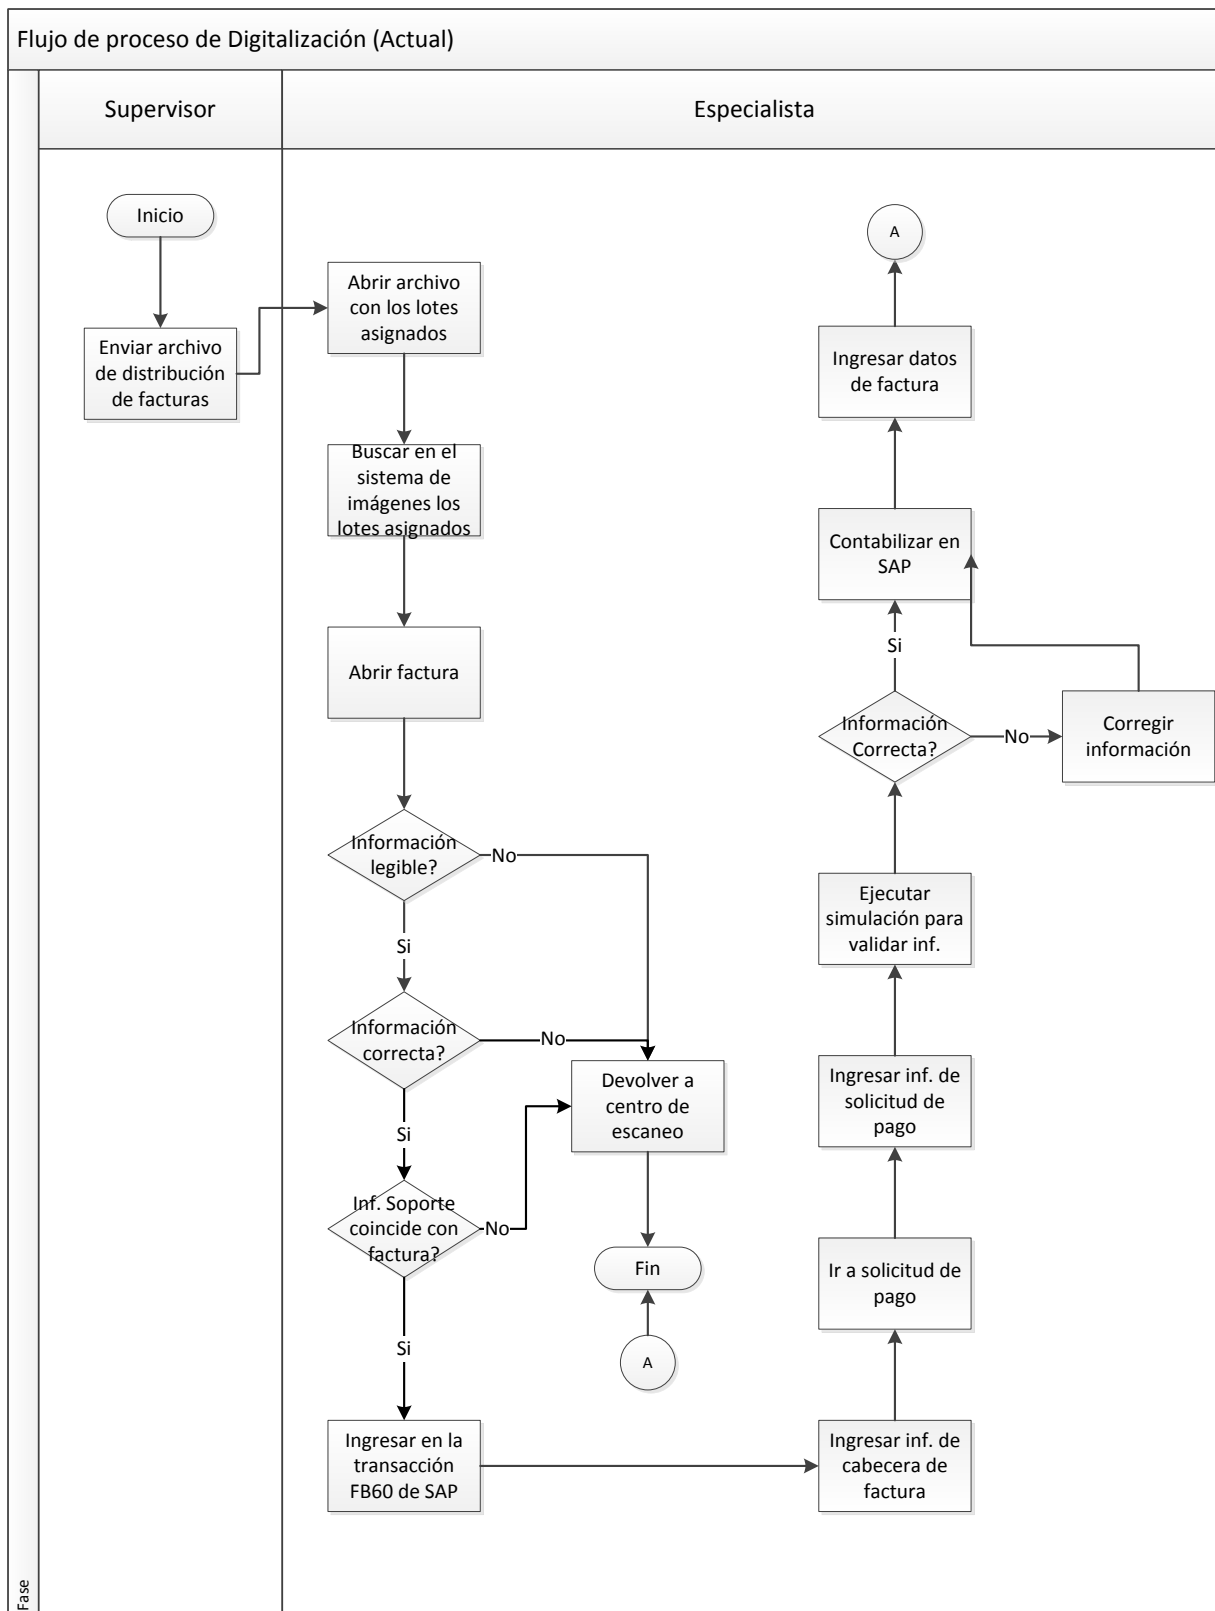 Flujo de proceso de Digitalización (Actual)
Supervisor
Especialista
Inicio
Enviar archivo
de distribución
de facturas
Abrir archivo
con los lotes
asignados
Buscar en el
sistema de
imágenes los
lotes asignados
Abrir factura
Información
legible?
No
Si
Información
correcta?
No
Si
Devolver a
centro de
escaneo
Inf. Soporte
coincide con
factura?
No
Si
Fin
A
Ingresar en la
transacción
FB60 de SAP
Ingresar inf. de
cabecera de
factura
Ir a solicitud de
pago
Ingresar inf. de
solicitud de
pago
Ejecutar
simulación para
validar inf.
Información
Correcta?
No
Corregir
información
Si
Contabilizar en
SAP
Ingresar datos
de factura
A
Fase